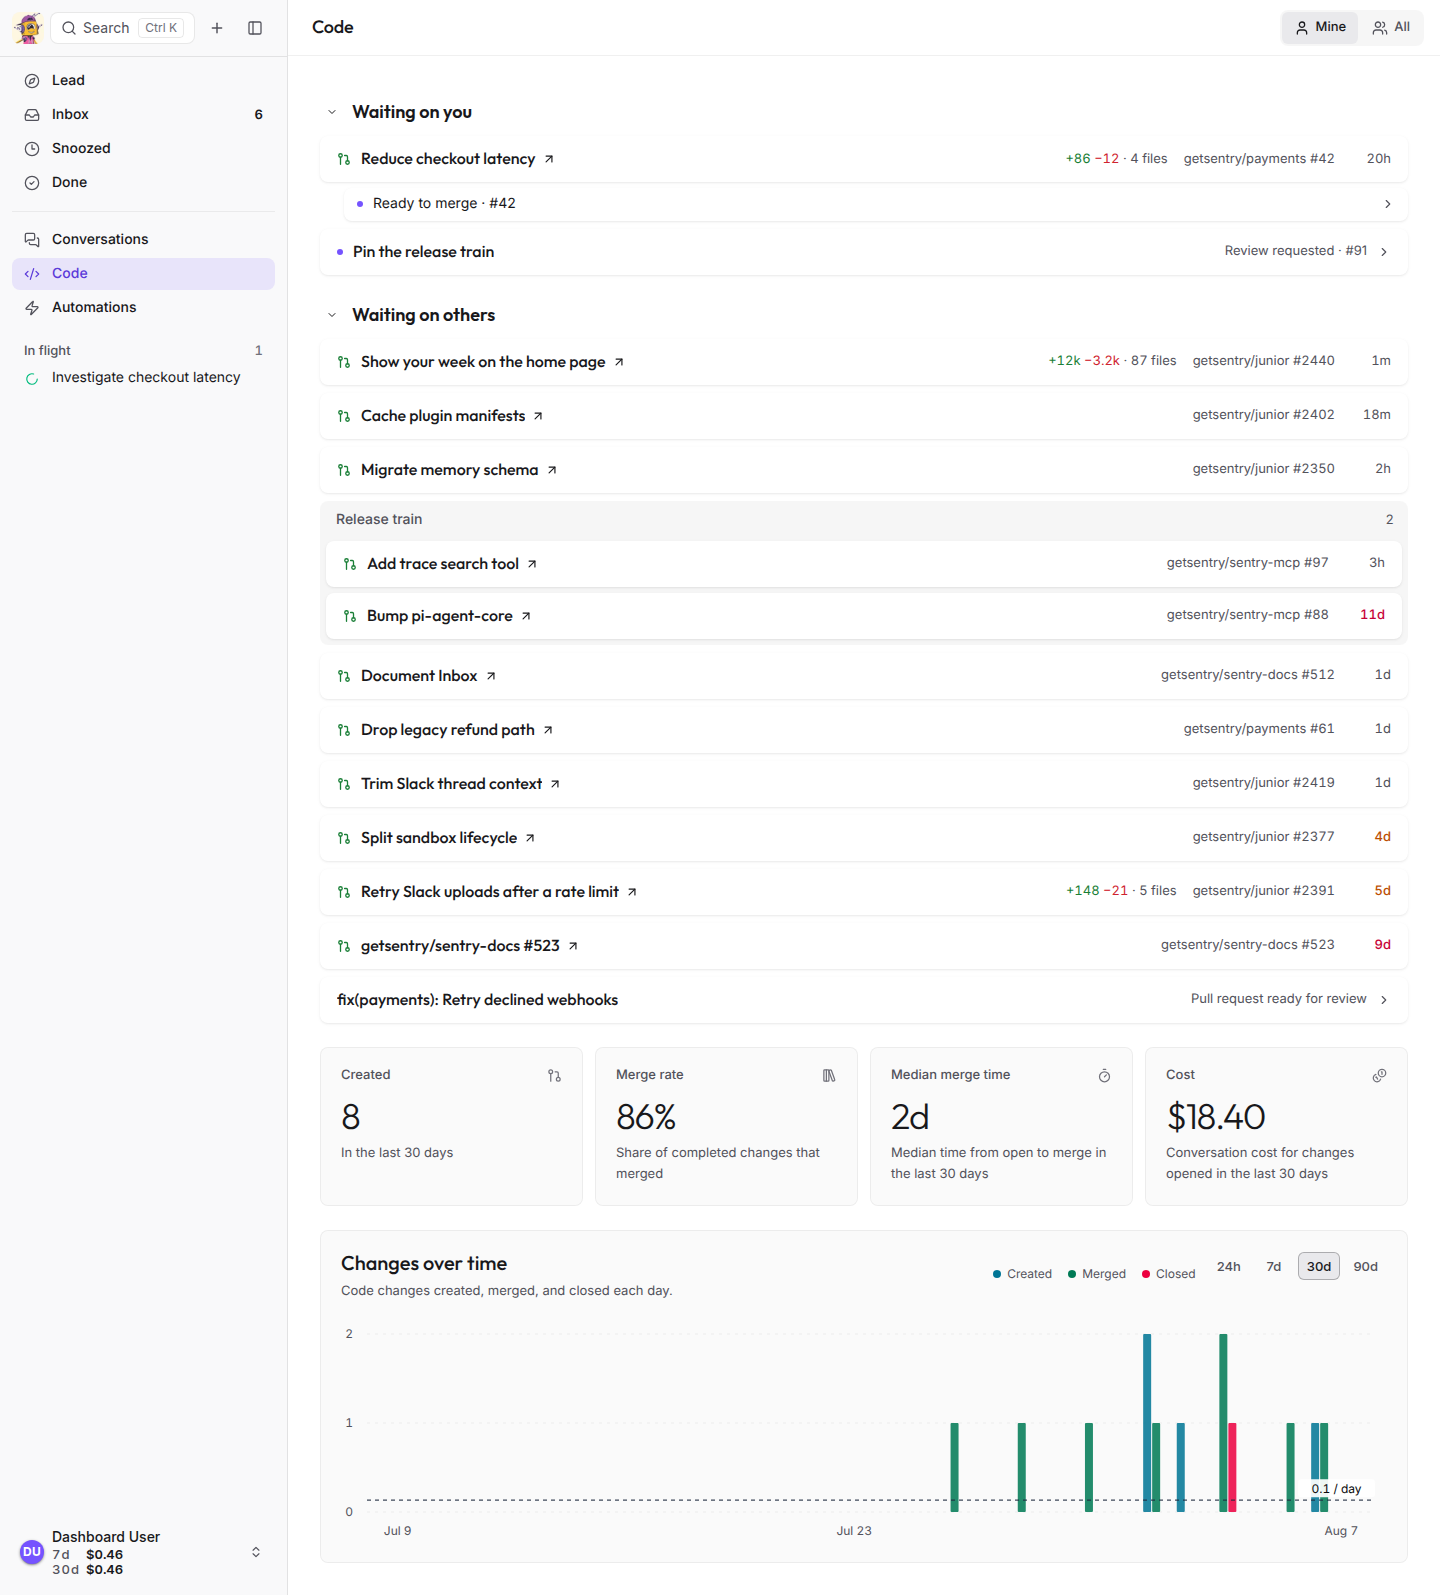 Search Ctrl K
Code
Mine
All
Lead
Inbox 6
Snoozed
Done
Conversations
Code
Automations
In flight 1
Investigate checkout latency
Waiting on you
Reduce checkout latency +86 −12 · 4 files getsentry/payments #42 20h
Ready to merge · #42
Pin the release train Review requested · #91
Waiting on others
Show your week on the home page +12k −3.2k · 87 files getsentry/junior #2440 1m
Cache plugin manifests getsentry/junior #2402 18m
Migrate memory schema getsentry/junior #2350 2h
Release train 2
Add trace search tool getsentry/sentry-mcp #97 3h
Bump pi-agent-core getsentry/sentry-mcp #88 11d
Document Inbox getsentry/sentry-docs #512 1d
Drop legacy refund path getsentry/payments #61 1d
Trim Slack thread context getsentry/junior #2419 1d
Split sandbox lifecycle getsentry/junior #2377 4d
Retry Slack uploads after a rate limit +148 −21 · 5 files getsentry/junior #2391 5d
getsentry/sentry-docs #523 getsentry/sentry-docs #523 9d
fix(payments): Retry declined webhooks Pull request ready for review
Created
8
In the last 30 days
Merge rate
86%
Share of completed changes that
merged
Median merge time
2d
Median time from open to merge in
the last 30 days
Cost
$18.40
Conversation cost for changes
opened in the last 30 days
Changes over time
Code changes created, merged, and closed each day.
Created Merged Closed 24h 7d 30d 90d
2
1
0
0.1 / day
Jul 9 Jul 23 Aug 7
DU
Dashboard User
7d $0.46
30d $0.46